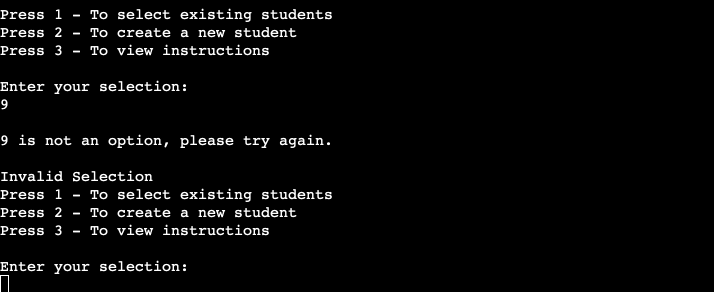 Press 1 - To select existing students
Press 2 - To create a new student
Press 3 - To view instructions
Enter your selection:
9
9 is not an option, please try again.
Invalid Selection
Press 1 - To select existing students
Press 2 - To create a new student
Press 3 - To view instructions
Enter your selection: